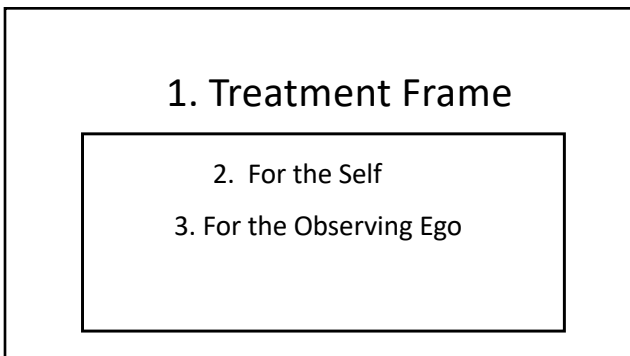 1. Treatment Frame
2. For the Self
3. For the Observing Ego